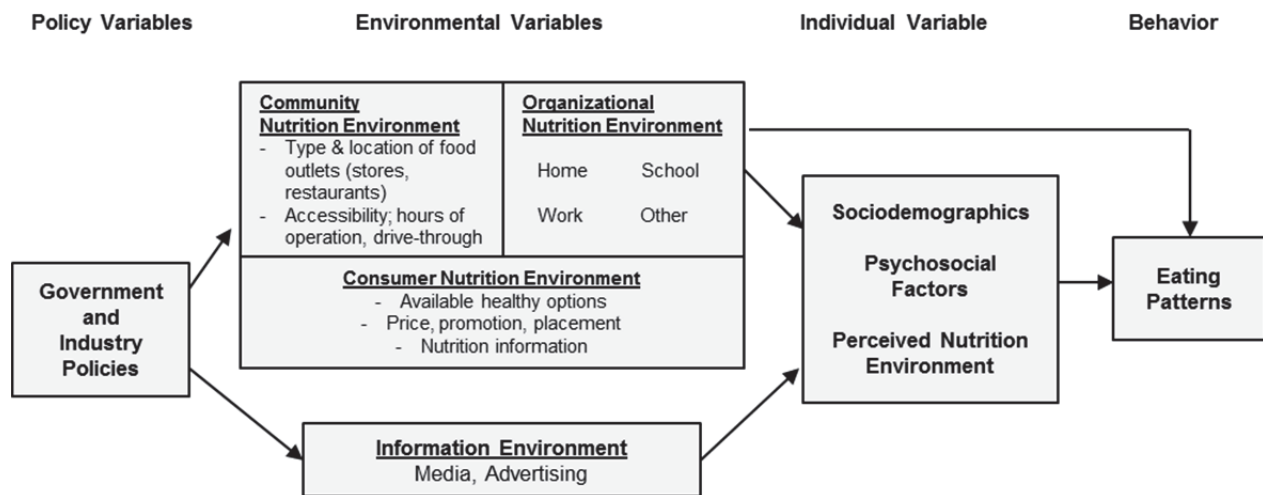 Policy Variables
Environmental Variables
Individual Variable
Behavior
Community
Nutrition Environment
- Type & location of food
outlets (stores,
restaurants)
- Accessibility; hours of
operation, drive-through
Organizational
Nutrition Environment
Home School
Work Other
Consumer Nutrition Environment
- Available healthy options
- Price, promotion, placement
- Nutrition information
Government
and
Industry
Policies
Information Environment
Media, Advertising
Sociodemographics
Psychosocial
Factors
Perceived Nutrition
Environment
Eating
Patterns